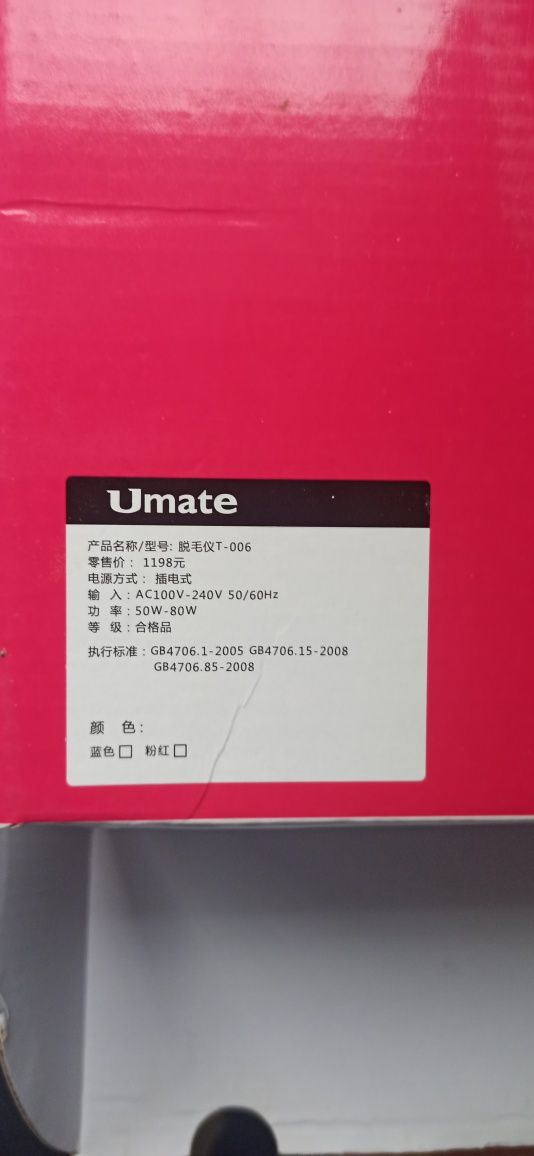 Umate
产品名称/型号: 脱毛仪T-006
零售价： 1198元
电源方式： 插电式
输 入：AC100V-240V 50/60Hz
功 率：50W-80W
等 级：合格品
执行标准：GB4706.1-2005 GB4706.15-2008
GB4706.85-2008
颜 色：
蓝色□ 粉红□